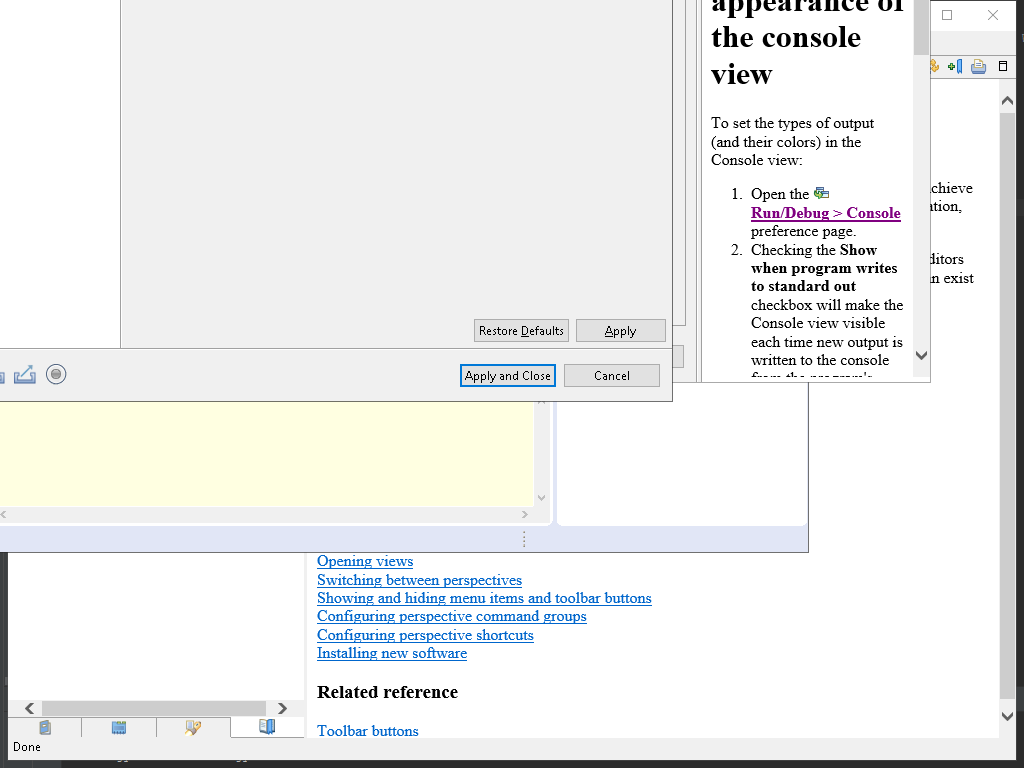 appearance of
the console
view
To set the types of output
(and their colors) in the
Console view:
1. Open the
Run/Debug > Console
preference page.
2. Checking the Show
when program writes
to standard out
checkbox will make the
Console view visible
each time new output is
written to the console
from the program's
chieve
tion,
ditors
n exist
Restore Defaults
Apply
Apply and Close
Cancel
Opening views
Switching between perspectives
Showing and hiding menu items and toolbar buttons
Configuring perspective command groups
Configuring perspective shortcuts
Installing new software
Related reference
Toolbar buttons
Done